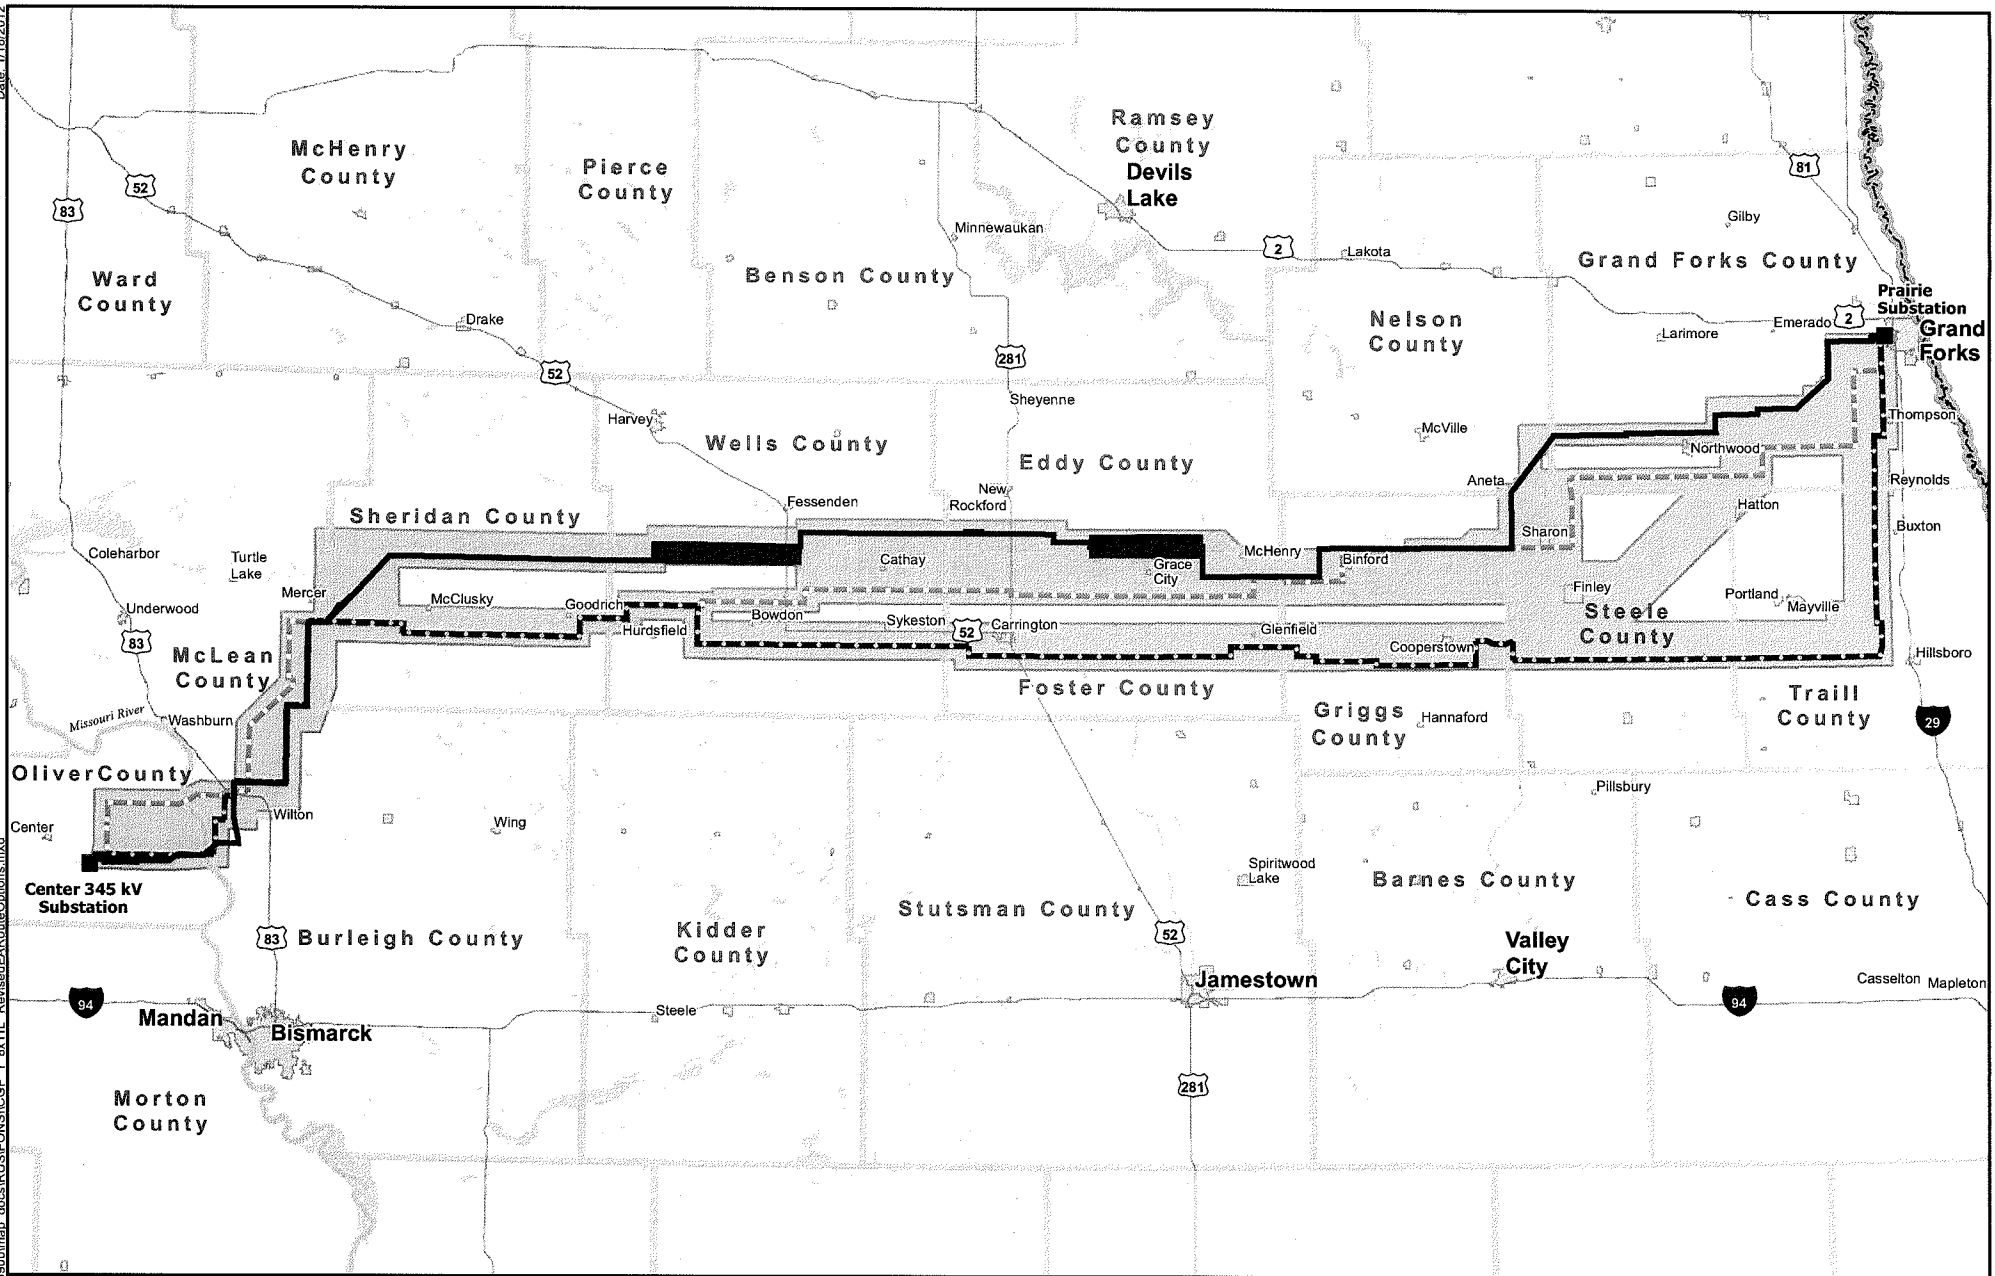 Date: 1/18/2012
Ramsey
County
McHenry
County
Pierce
County
Devils
Lake
81
52
83
Gilby
Minnewaukan
2
Lakota
Grand Forks County
Benson County
Ward
County
Prairie
Substation
Nelson
County
Drake
Emerado
2
Larimore
Grand
Forks
281
52
Sheyenne
Harvey
Thompson
McVille
Wells County
Northwood
Eddy County
Aneta
Reynolds
New
Rockford
Fessenden
Hatton
Sheridan County
Buxton
Sharon
Coleharbor
Turtle
Lake
McHenry
Cathay
Binford
Grace
City
Finley
Mercer
Portland
McClusky
Goodrich
Mayville
Underwood
Steele
County
Bowdon
Sykeston
Carrington
Hurdsfield
52
Glenfield
83
Cooperstown
Hillsboro
McLean
County
Foster County
Traill
County
Missouri River
Washburn
Griggs
County
Hannaford
29
Oliver County
Pillsbury
Wilton
Center
Wing
Spiritwood
Lake
Barnes County
Center 345 kV
Substation
Cass County
Stutsman County
83
Burleigh County
Kidder
County
52
Valley
City
Jamestown
Casselton
Mapleton
94
94
Steele
Mandan
Bismarck
281
Morton
County